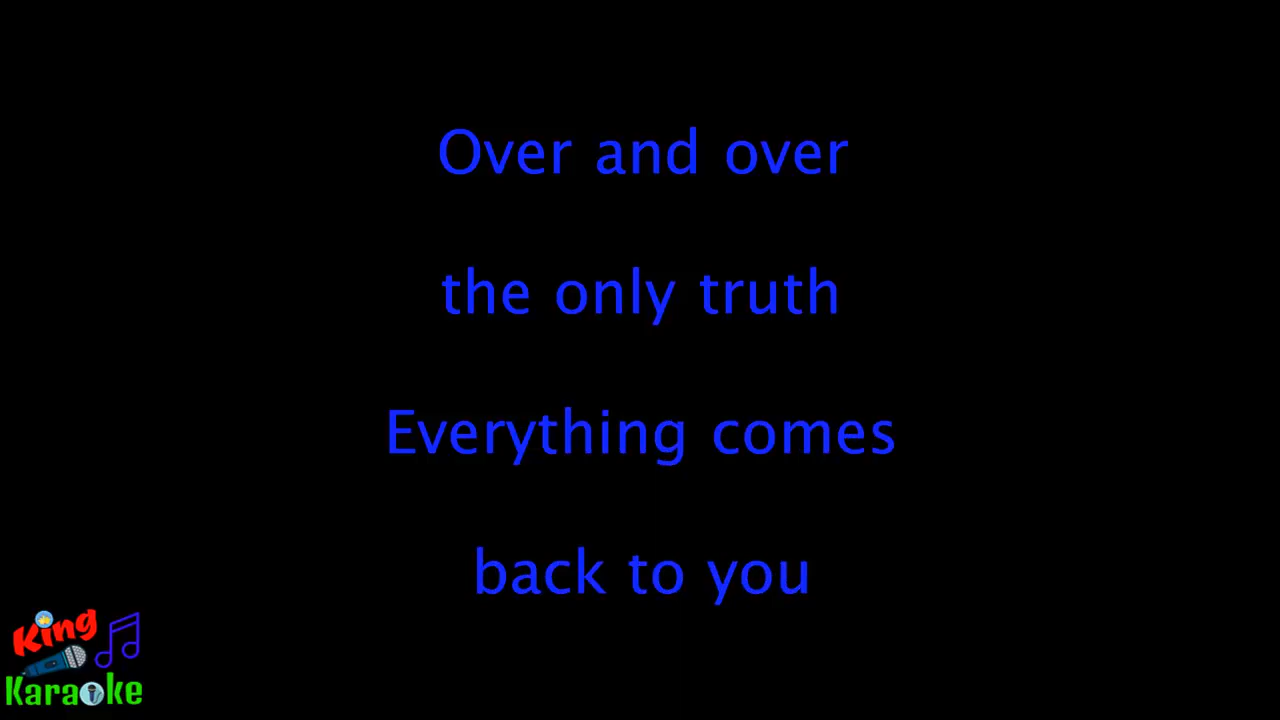 Over and over
the only truth
Everything comes
back to you
King
Karaoke